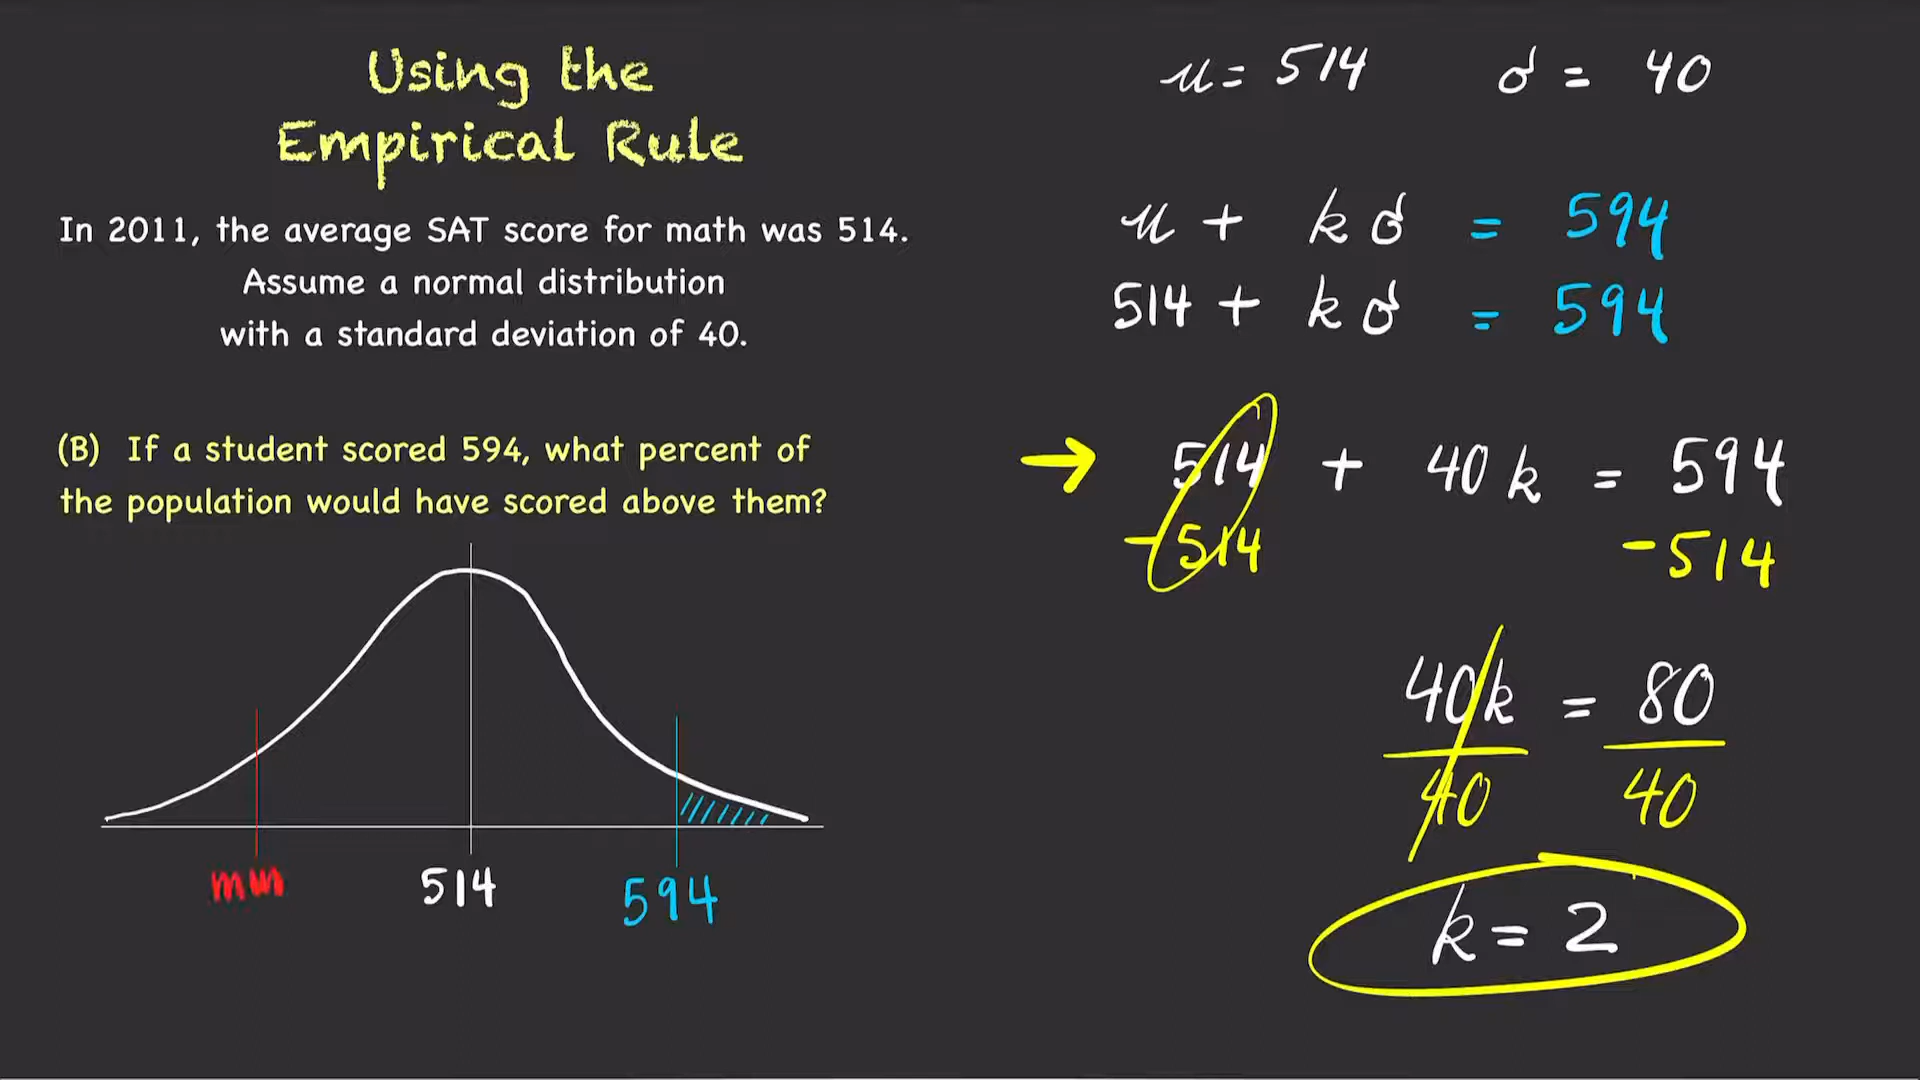 Using the
Empirical Rule
In 2011, the average SAT score for math was 514.
Assume a normal distribution
with a standard deviation of 40.
(B) If a student scored 594, what percent of
the population would have scored above them?
514
594
μ = 514 σ = 40
μ + kσ = 594
514 + kσ = 594
→ 514 + 40k = 594
-514 -514
40k = 80
40 40
k = 2